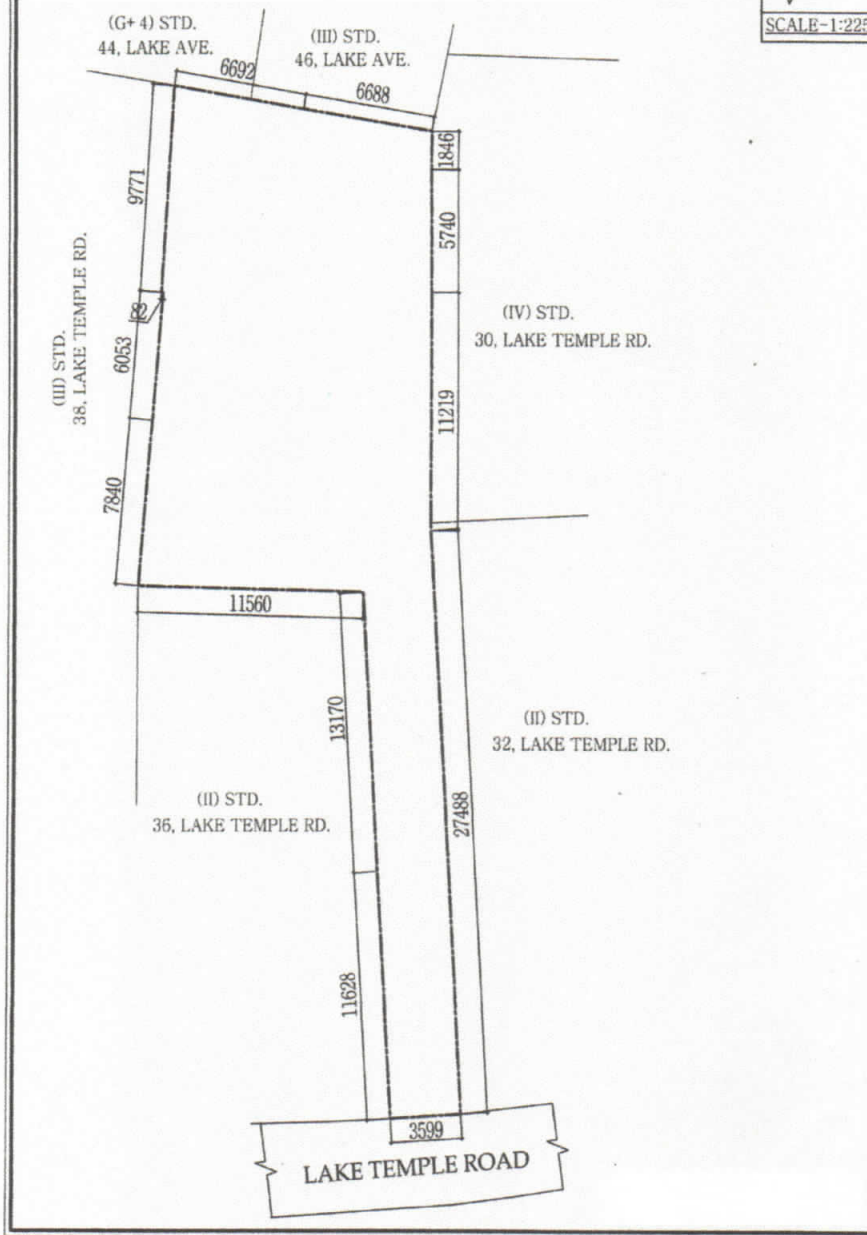 SCALE-1:225
(G+ 4) STD.
44, LAKE AVE.
(III) STD.
46, LAKE AVE.
6692
6688
1846
9771
5740
82
6053
(III) STD.
38, LAKE TEMPLE RD.
(IV) STD.
30, LAKE TEMPLE RD.
11219
7840
11560
13170
(II) STD.
32, LAKE TEMPLE RD.
(II) STD.
36, LAKE TEMPLE RD.
27488
11628
3599
LAKE TEMPLE ROAD